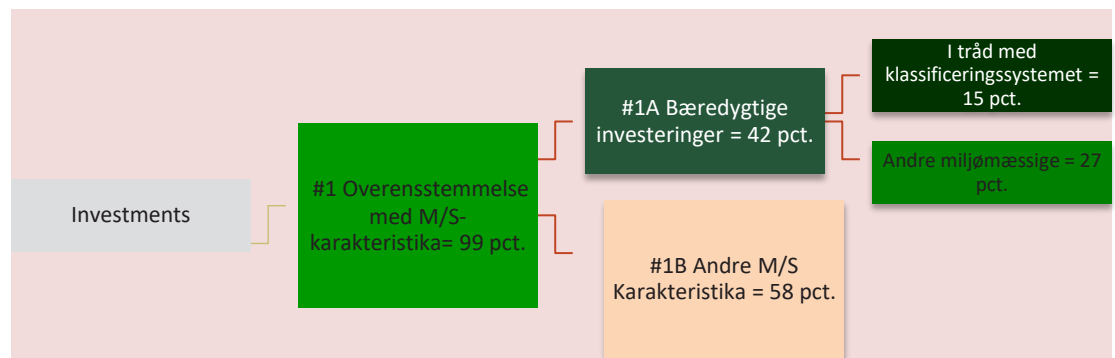 Investments
#1 Overensstemmelse
med M/S-
karakteristika= 99 pct.
#1A Bæredygtige
investeringer = 42 pct.
I tråd med
klassificeringssystemet =
15 pct.
Andre miljømæssige = 27
pct.
#1B Andre M/S
Karakteristika = 58 pct.